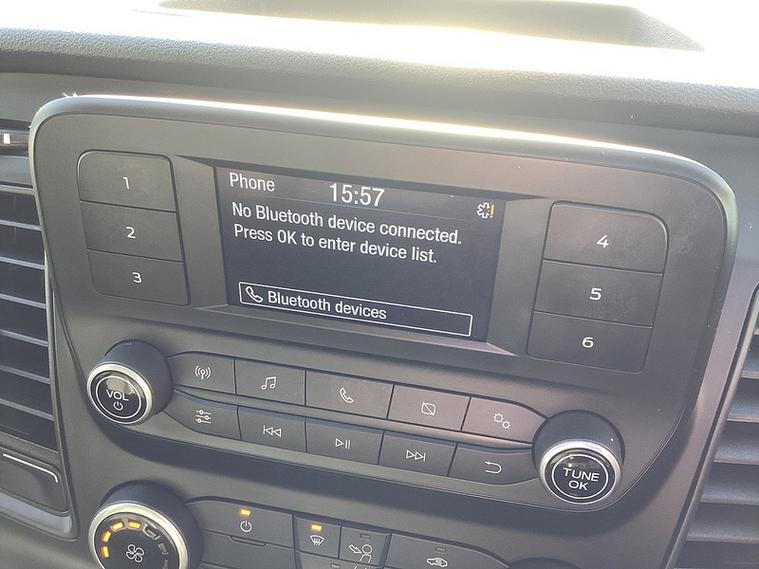 Phone
15:57
No Bluetooth device connected.
Press OK to enter device list.
Bluetooth devices
1
2
3
4
5
6
VOL
TUNE
OK